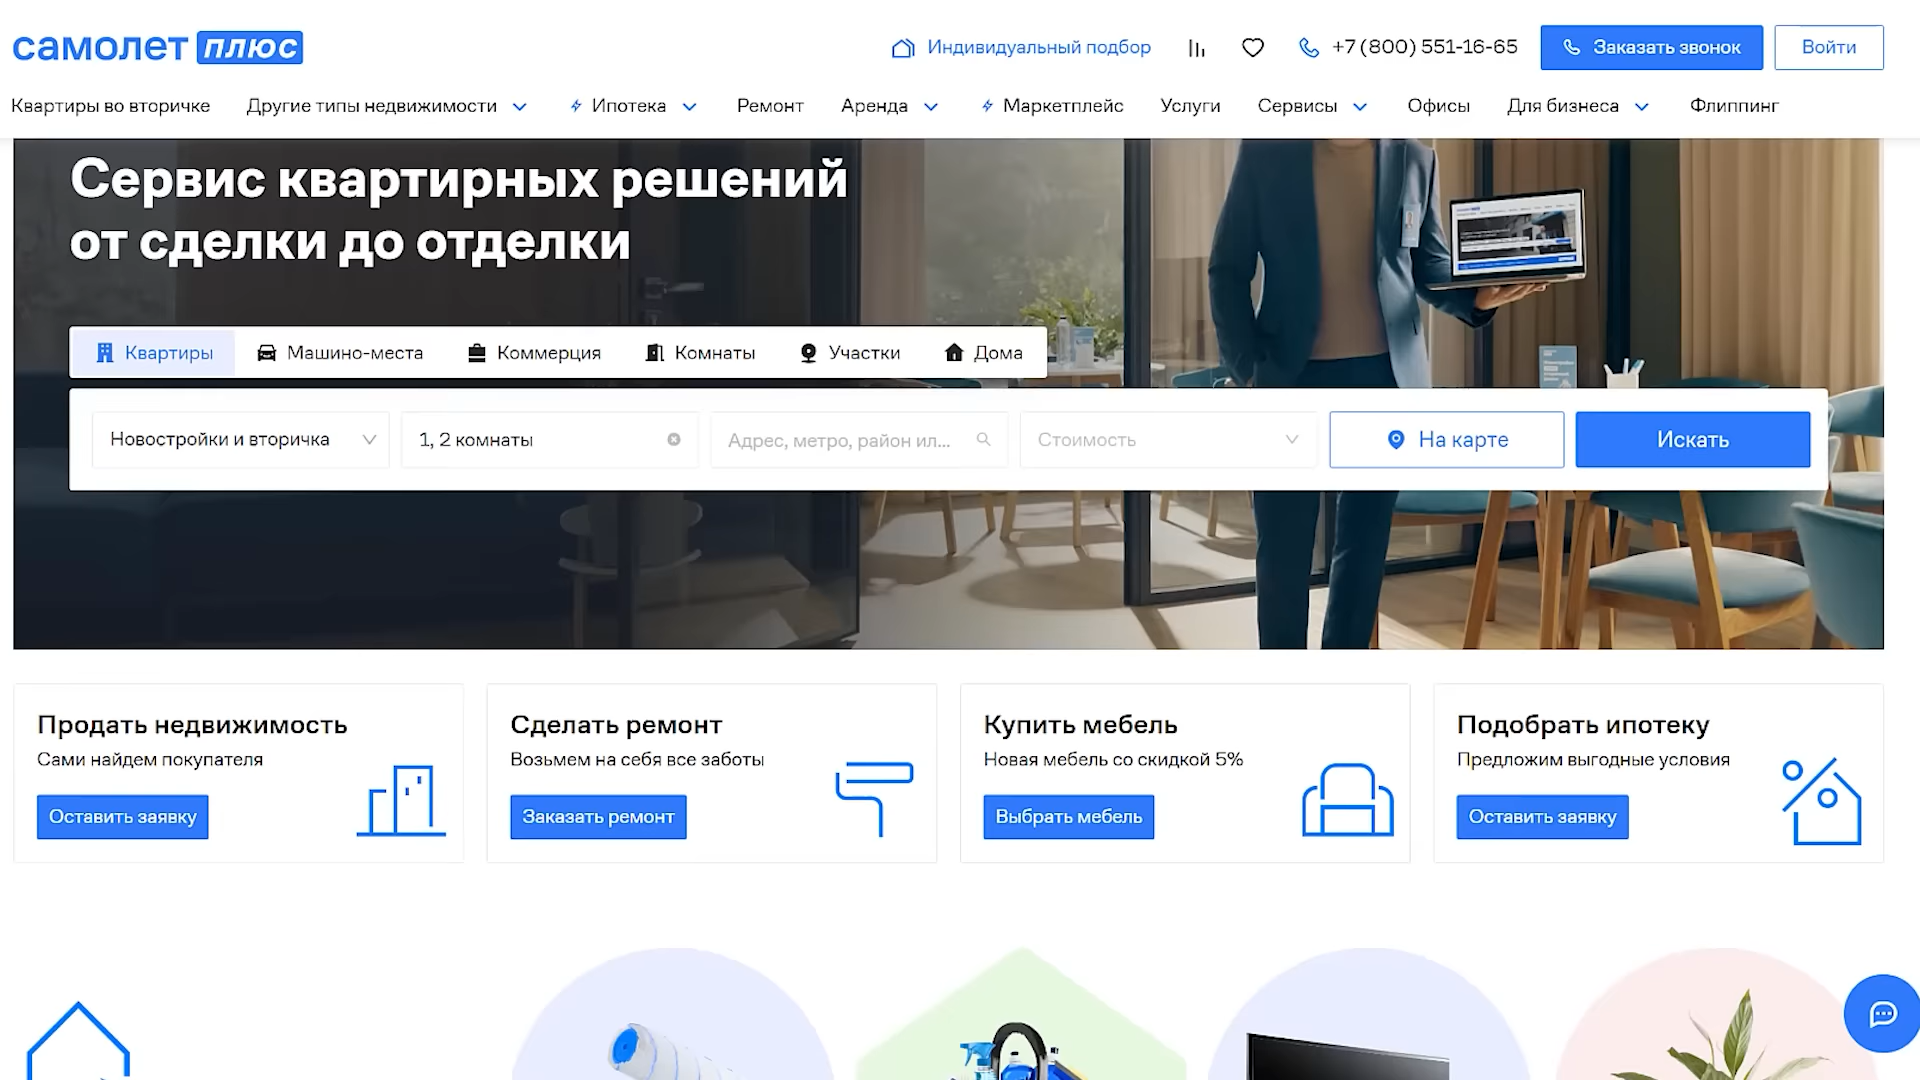 самолет плюс
Индивидуальный подбор
+7 (800) 551-16-65
Заказать звонок
Войти
Квартиры во вторичке
Другие типы недвижимости
Ипотека
Ремонт
Аренда
Маркетплейс
Услуги
Сервисы
Офисы
Для бизнеса
Флиппинг
Сервис квартирных решений
от сделки до отделки
Квартиры
Машино-места
Коммерция
Комнаты
Участки
Дома
Новостройки и вторичка
1, 2 комнаты
Адрес, метро, район ил...
Стоимость
На карте
Искать
Продать недвижимость
Сами найдем покупателя
Оставить заявку
Сделать ремонт
Возьмем на себя все заботы
Заказать ремонт
Купить мебель
Новая мебель со скидкой 5%
Выбрать мебель
Подобрать ипотеку
Предложим выгодные условия
Оставить заявку